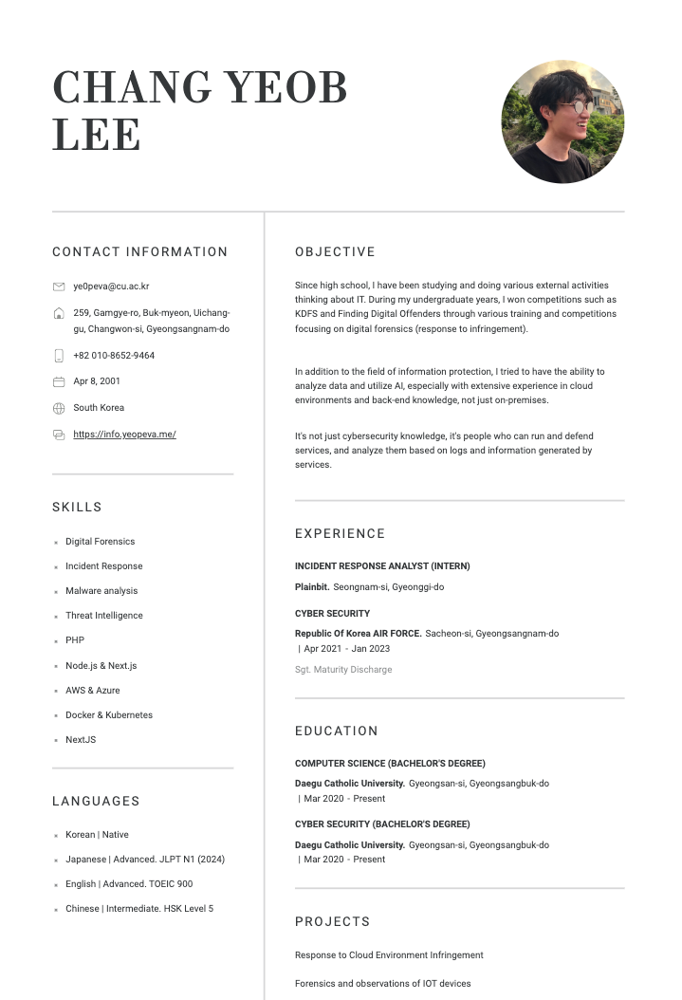 CHANG YEOB
LEE
CONTACT INFORMATION
ye0peva@cu.ac.kr
259, Gamgye-ro, Buk-myeon, Uichang-
gu, Changwon-si, Gyeongsangnam-do
+82 010-8652-9464
Apr 8, 2001
South Korea
https://info.yeopeva.me/
SKILLS
Digital Forensics
Incident Response
Malware analysis
Threat Intelligence
PHP
Node.js & Next.js
AWS & Azure
Docker & Kubernetes
NextJS
LANGUAGES
Korean | Native
Japanese | Advanced. JLPT N1 (2024)
English | Advanced. TOEIC 900
Chinese | Intermediate. HSK Level 5
OBJECTIVE
Since high school, I have been studying and doing various external activities
thinking about IT. During my undergraduate years, I won competitions such as
KDFS and Finding Digital Offenders through various training and competitions
focusing on digital forensics (response to infringement).
In addition to the field of information protection, I tried to have the ability to
analyze data and utilize AI, especially with extensive experience in cloud
environments and back-end knowledge, not just on-premises.
It's not just cybersecurity knowledge, it's people who can run and defend
services, and analyze them based on logs and information generated by
services.
EXPERIENCE
INCIDENT RESPONSE ANALYST (INTERN)
Plainbit. Seongnam-si, Gyeonggi-do
CYBER SECURITY
Republic Of Korea AIR FORCE. Sacheon-si, Gyeongsangnam-do
| Apr 2021 - Jan 2023
Sgt. Maturity Discharge
EDUCATION
COMPUTER SCIENCE (BACHELOR'S DEGREE)
Daegu Catholic University. Gyeongsan-si, Gyeongsangbuk-do
| Mar 2020 - Present
CYBER SECURITY (BACHELOR'S DEGREE)
Daegu Catholic University. Gyeongsan-si, Gyeongsangbuk-do
| Mar 2020 - Present
PROJECTS
Response to Cloud Environment Infringement
Forensics and observations of IOT devices